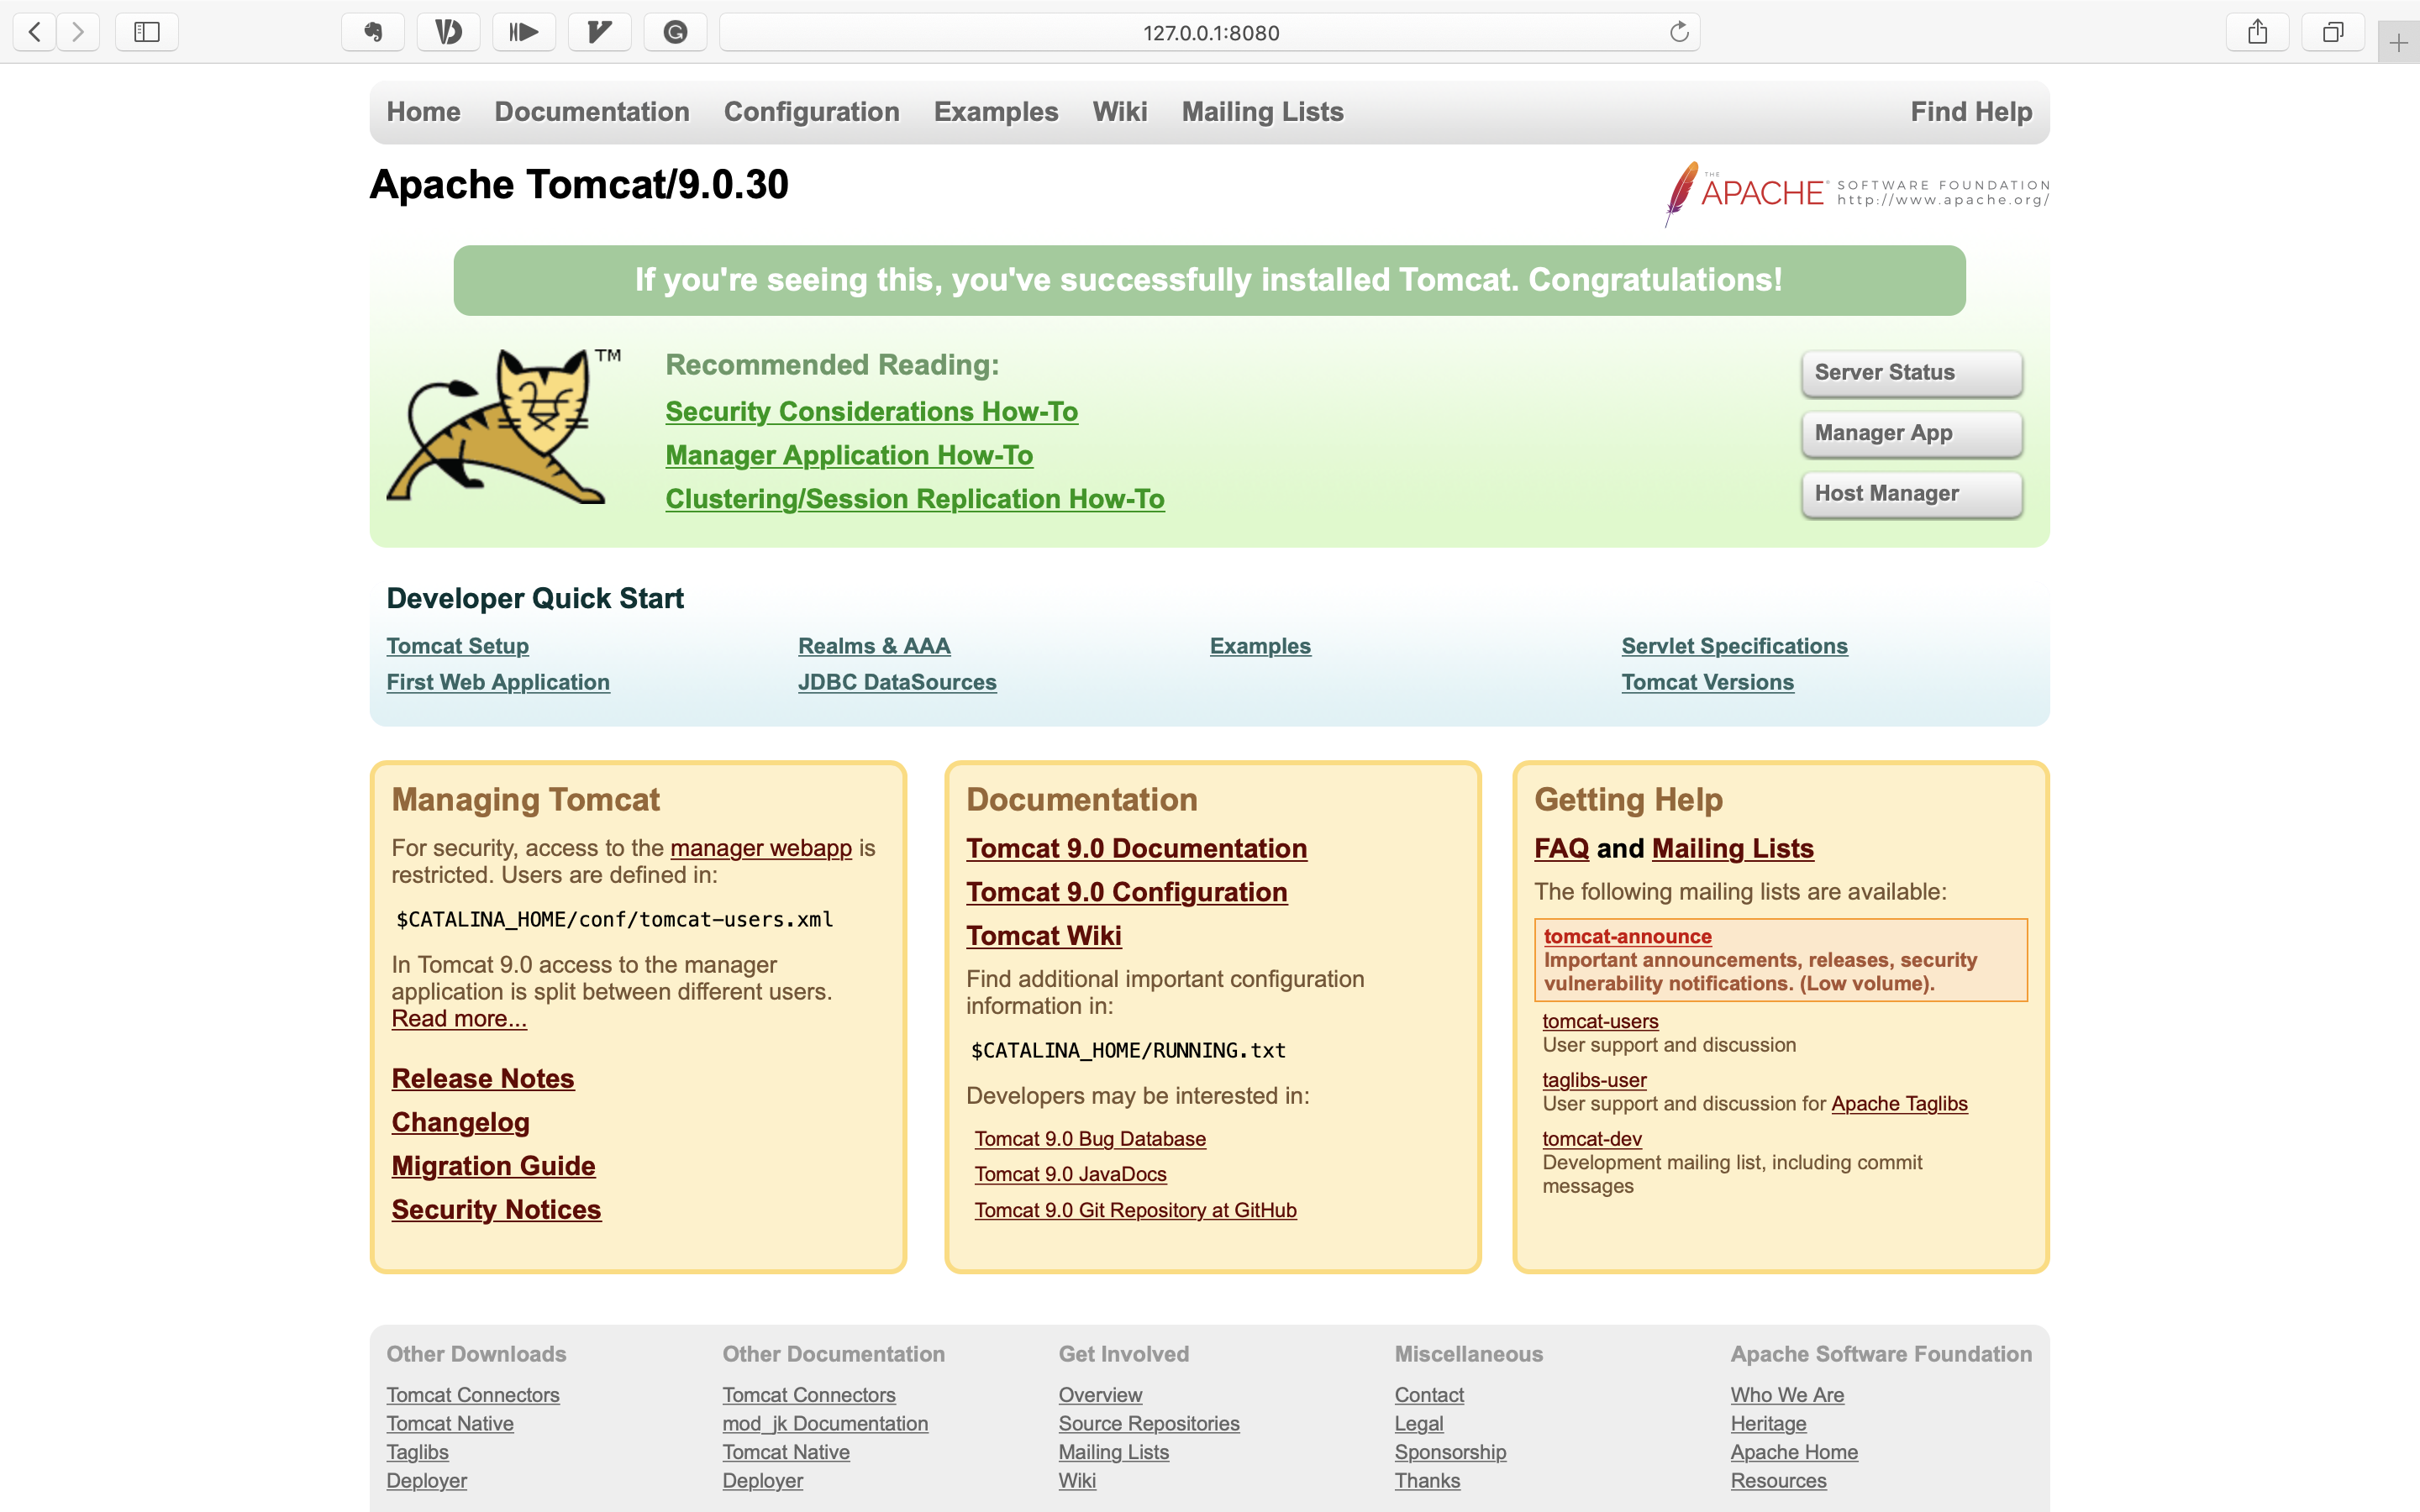 127.0.0.1:8080
Home Documentation Configuration Examples Wiki Mailing Lists Find Help
Apache Tomcat/9.0.30
THE APACHE® SOFTWARE FOUNDATION
http://www.apache.org/
If you're seeing this, you've successfully installed Tomcat. Congratulations!
TM
Recommended Reading:
Security Considerations How-To
Manager Application How-To
Clustering/Session Replication How-To
Server Status
Manager App
Host Manager
Developer Quick Start
Tomcat Setup
First Web Application
Realms & AAA
JDBC DataSources
Examples
Servlet Specifications
Tomcat Versions
Managing Tomcat
For security, access to the manager webapp is
restricted. Users are defined in:
$CATALINA_HOME/conf/tomcat-users.xml
In Tomcat 9.0 access to the manager
application is split between different users.
Read more...
Release Notes
Changelog
Migration Guide
Security Notices
Documentation
Tomcat 9.0 Documentation
Tomcat 9.0 Configuration
Tomcat Wiki
Find additional important configuration
information in:
$CATALINA_HOME/RUNNING.txt
Developers may be interested in:
Tomcat 9.0 Bug Database
Tomcat 9.0 JavaDocs
Tomcat 9.0 Git Repository at GitHub
Getting Help
FAQ and Mailing Lists
The following mailing lists are available:
tomcat-announce
Important announcements, releases, security
vulnerability notifications. (Low volume).
tomcat-users
User support and discussion
taglibs-user
User support and discussion for Apache Taglibs
tomcat-dev
Development mailing list, including commit
messages
Other Downloads
Tomcat Connectors
Tomcat Native
Taglibs
Deployer
Other Documentation
Tomcat Connectors
mod_jk Documentation
Tomcat Native
Deployer
Get Involved
Overview
Source Repositories
Mailing Lists
Wiki
Miscellaneous
Contact
Legal
Sponsorship
Thanks
Apache Software Foundation
Who We Are
Heritage
Apache Home
Resources